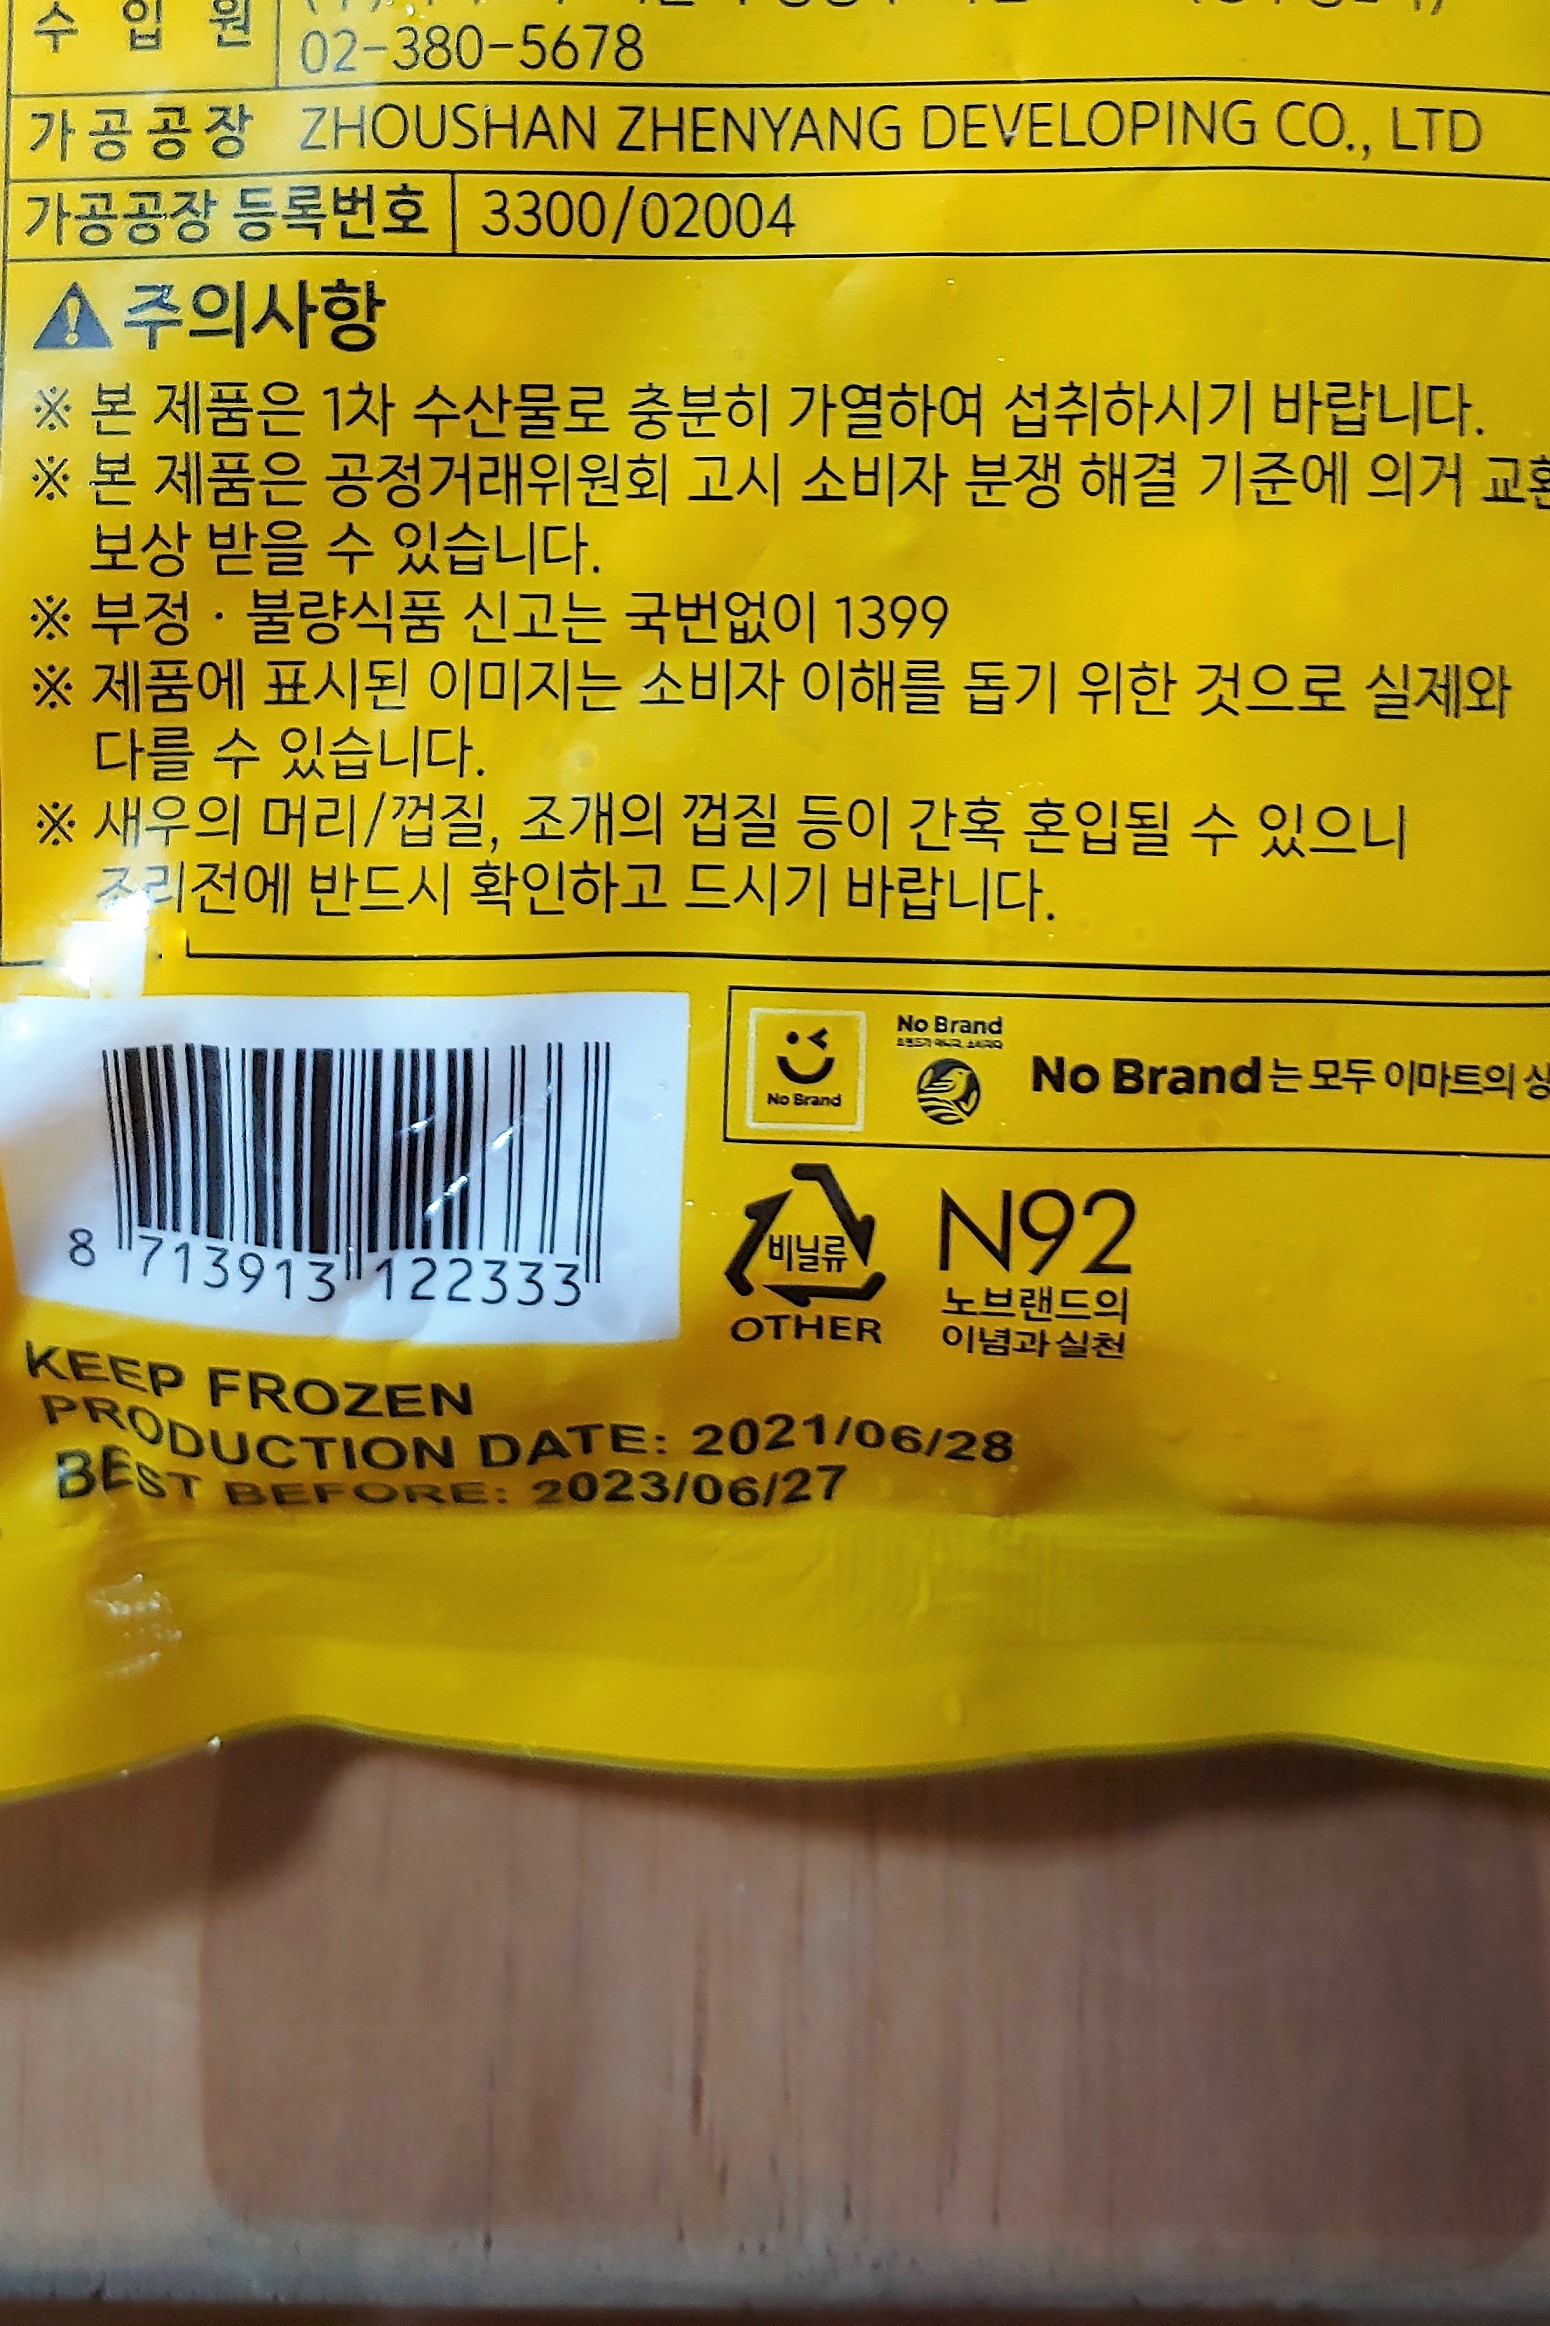 수 입 원
02-380-5678
가공공장 ZHOUSHAN ZHENYANG DEVELOPING CO., LTD
가공공장 등록번호 3300/02004
주의사항
※ 본 제품은 1차 수산물로 충분히 가열하여 섭취하시기 바랍니다.
※ 본 제품은 공정거래위원회 고시 소비자 분쟁 해결 기준에 의거 교환
보상 받을 수 있습니다.
※ 부정 · 불량식품 신고는 국번없이 1399
※ 제품에 표시된 이미지는 소비자 이해를 돕기 위한 것으로 실제와
다를 수 있습니다.
※ 새우의 머리/껍질, 조개의 껍질 등이 간혹 혼입될 수 있으니
조리전에 반드시 확인하고 드시기 바랍니다.
No Brand
No Brand
No Brand는 모두 이마트의 상
8 713913 122333
비닐류
OTHER
N92
노브랜드의
이념과 실천
KEEP FROZEN
PRODUCTION DATE: 2021/06/28
BEST BEFORE: 2023/06/27